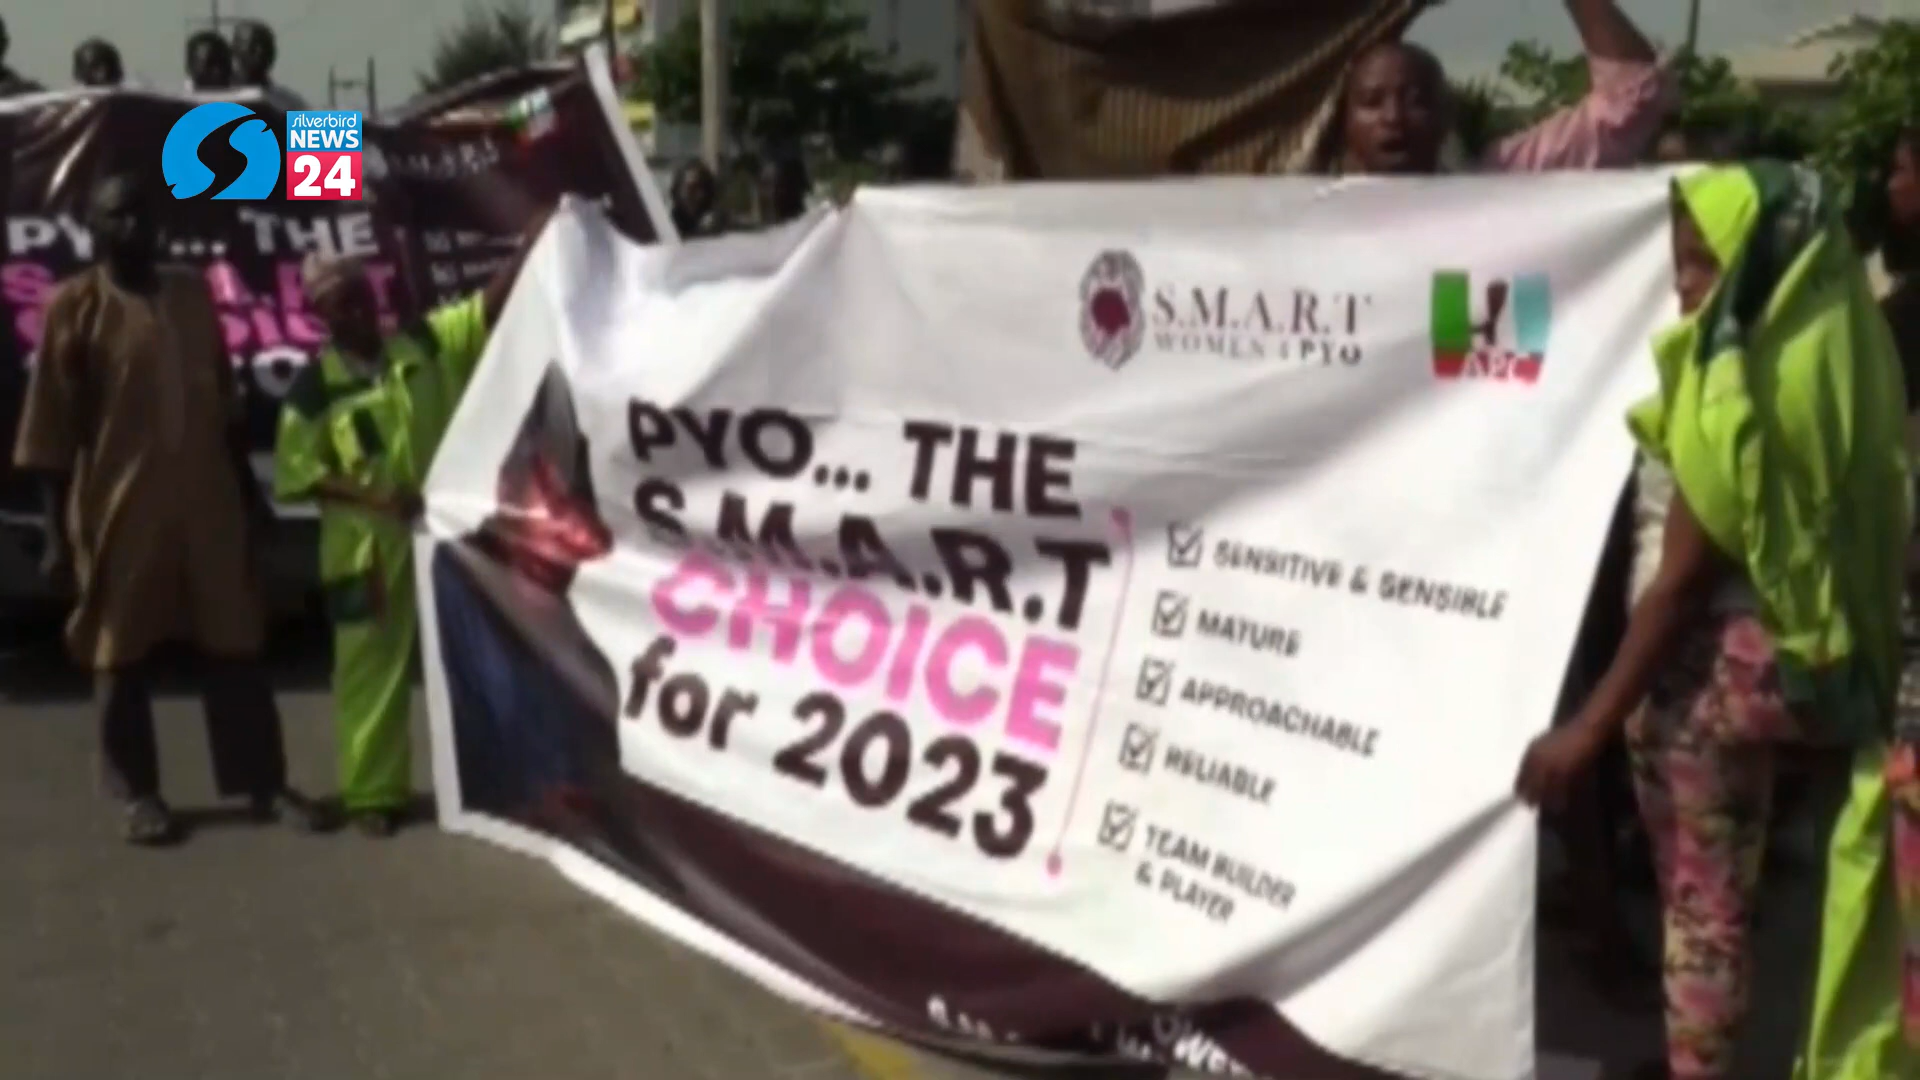 silverbird
NEWS
24
PYO... THE
S.M.A.R.T
CHOICE
for 2023
S.M.A.R.T
WOMEN 4 PYO
APC
SENSITIVE & SENSIBLE
MATURE
APPROACHABLE
RELIABLE
TEAM BUILDER
& PLAYER
... THE